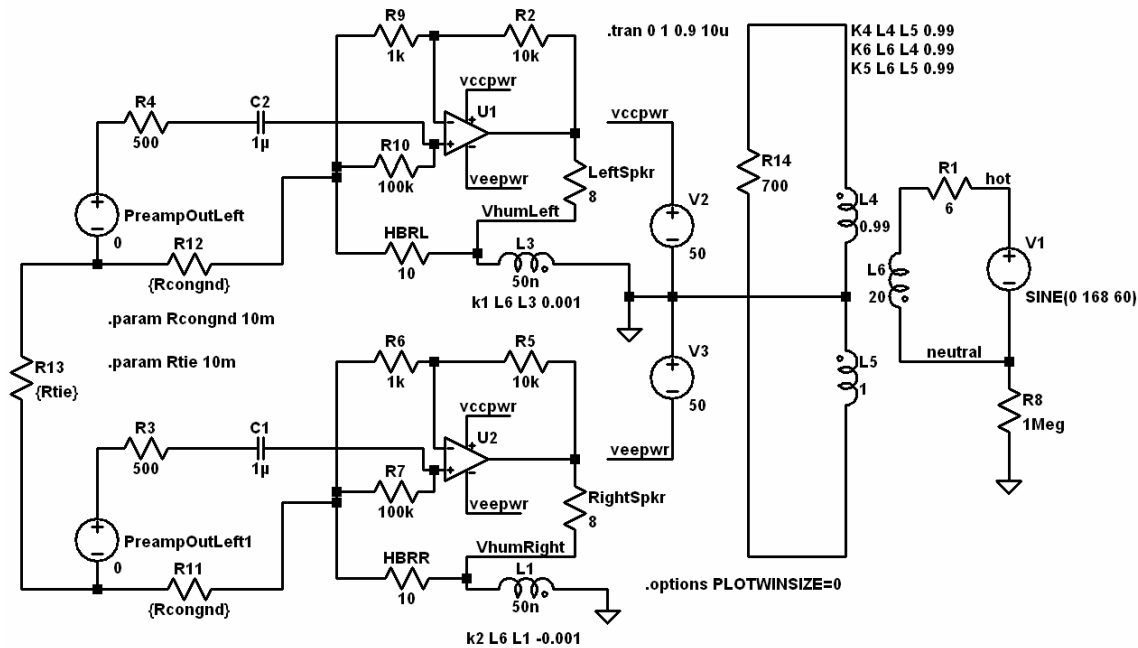 R9
1k
R2
10k
.tran 0 1 0.9 10u
K4 L4 L5 0.99
K6 L6 L4 0.99
K5 L6 L5 0.99
vccpwr
R4
500
C2
1µ
U1
R10
100k
veepwr
LeftSpkr
8
vccpwr
R14
700
R1
6
hot
PreampOutLeft
0
R12
{Rcongnd}
VhumLeft
HBRL
10
L3
50n
k1 L6 L3 0.001
V2
50
L4
0.99
L6
20
V1
SINE(0 168 60)
.param Rcongnd 10m
.param Rtie 10m
R13
{Rtie}
R6
1k
R5
10k
V3
50
L5
1
neutral
R8
1Meg
vccpwr
R3
500
C1
1µ
U2
R7
100k
veepwr
veepwr
RightSpkr
8
PreampOutLeft1
0
R11
{Rcongnd}
VhumRight
HBRR
10
L1
50n
k2 L6 L1 -0.001
.options PLOTWINSIZE=0